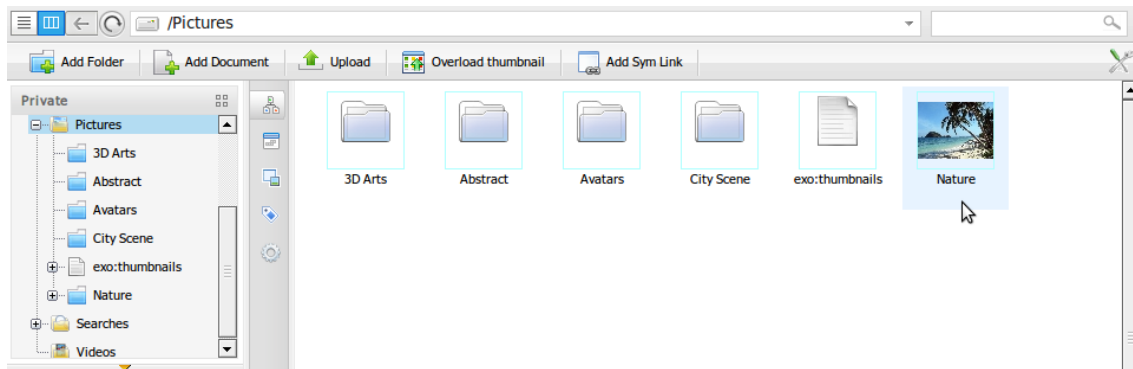 /Pictures
Add Folder Add Document Upload Overload thumbnail Add Sym Link
Private
Pictures
3D Arts
Abstract
Avatars
City Scene
exo:thumbnails
Nature
Searches
Videos
3D Arts Abstract Avatars City Scene exo:thumbnails Nature